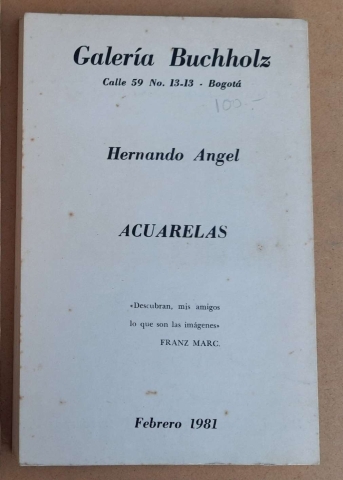 Galería Buchholz
Calle 59 No. 13-13 - Bogotá
100.-
Hernando Angel
ACUARELAS
«Descubran, mis amigos
lo que son las imágenes»
FRANZ MARC.
Febrero 1981